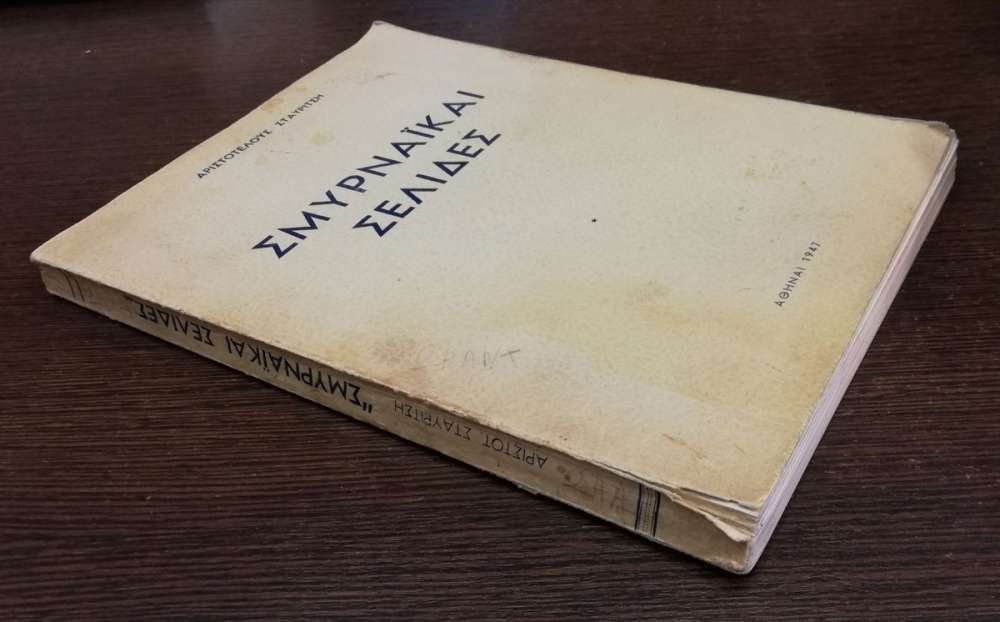 ΑΡΙΣΤΟΤΕΛΟΥΣ ΣΤΑΥΡΙΤΣΗ
ΣΜΥΡΝΑΪΚΑΙ
ΣΕΛΙΔΕΣ
*
ΑΘΗΝΑΙ 1947
ΑΡΙΣΤΟΤ ΣΤΑΥΡΙΤΣΗ
"ΣΜΥΡΝΑΪΚΑΙ ΣΕΛΙΔΕΣ„